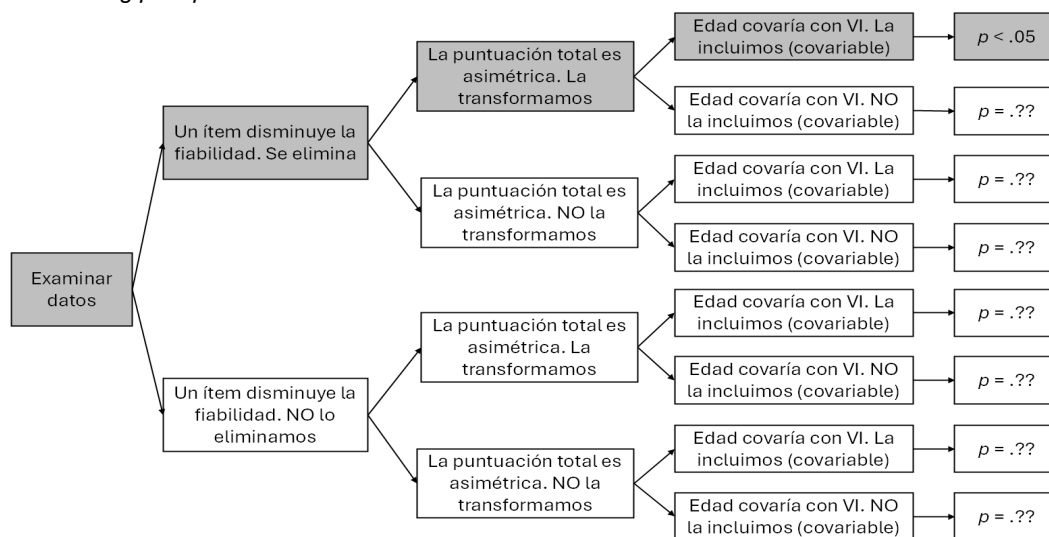 Edad covaría con VI. La
incluimos (covariable)
p < .05
La puntuación total es
asimétrica. La
transformamos
Edad covaría con VI. NO
la incluimos (covariable)
p = .??
Un ítem disminuye la
fiabilidad. Se elimina
Edad covaría con VI. La
incluimos (covariable)
p = .??
La puntuación total es
asimétrica. NO la
transformamos
Edad covaría con VI. NO
la incluimos (covariable)
p = .??
Examinar
datos
Edad covaría con VI. La
incluimos (covariable)
p = .??
La puntuación total es
asimétrica. La
transformamos
Edad covaría con VI. NO
la incluimos (covariable)
p = .??
Un ítem disminuye la
fiabilidad. NO lo
eliminamos
Edad covaría con VI. La
incluimos (covariable)
p = .??
La puntuación total es
asimétrica. NO la
transformamos
Edad covaría con VI. NO
la incluimos (covariable)
p = .??